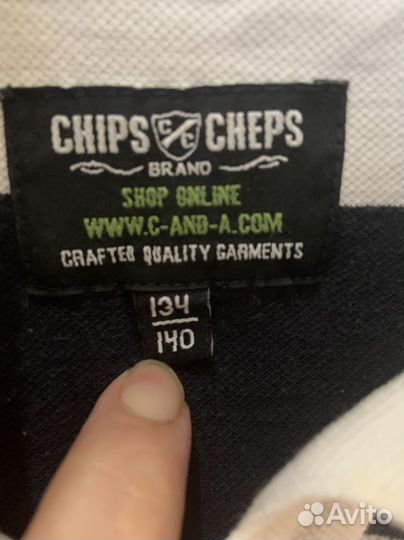 CHIPS C/C CHEPS
BRAND
SHOP ONLINE
WWW.C-AND-A.COM
CRAFTED QUALITY GARMENTS
134
140
Avito